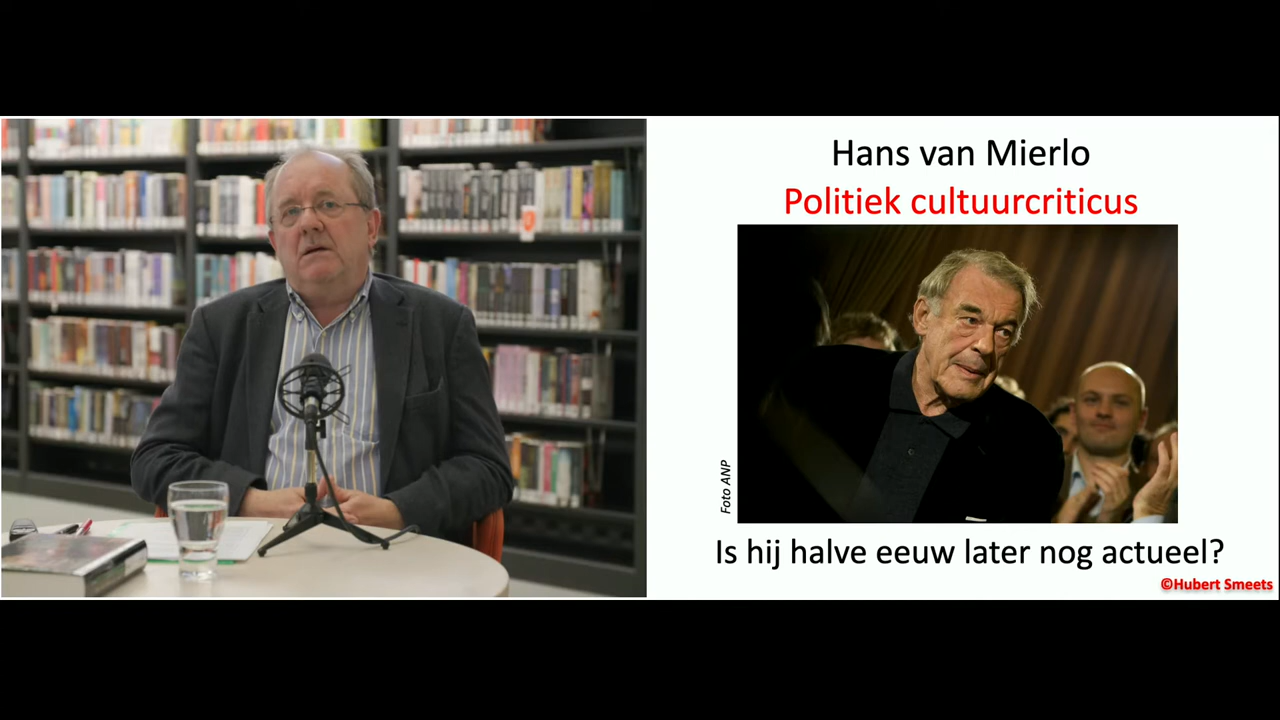 Hans van Mierlo
Politiek cultuurcriticus
Foto ANP
Is hij halve eeuw later nog actueel?
©Hubert Smeets